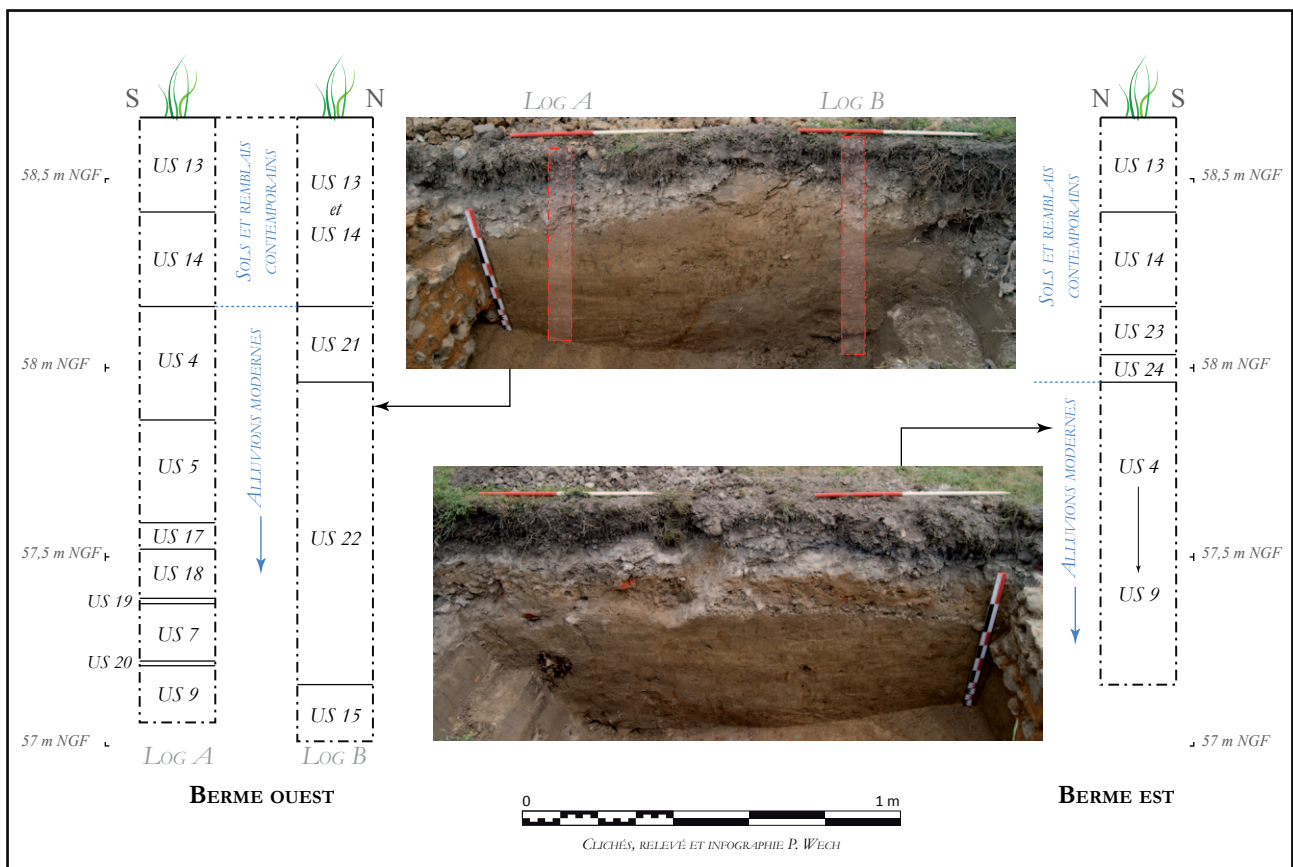 S
N
LOG A
LOG B
N
S
58,5 m NGF
58 m NGF
57,5 m NGF
57 m NGF
US 13
US 14
US 4
US 5
US 17
US 18
US 19
US 7
US 20
US 9
LOG A
SOLS ET REMBLAIS
CONTEMPORAINS
ALLUVIONS MODERNES
US 13
et
US 14
US 21
US 22
US 15
LOG B
BERME OUEST
SOLS ET REMBLAIS
CONTEMPORAINS
ALLUVIONS MODERNES
US 13
US 14
US 23
US 24
US 4
US 9
58,5 m NGF
58 m NGF
57,5 m NGF
57 m NGF
BERME EST
0
1 m
CLICHÉS, RELEVÉ ET INFOGRAPHIE P. WECH